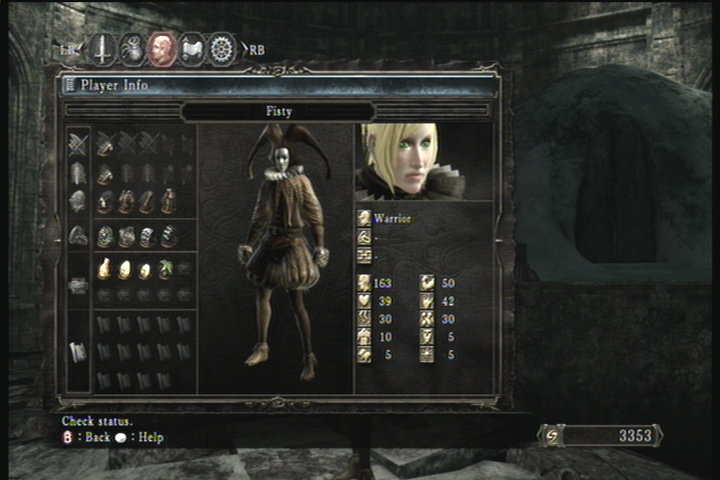 LB RB
Player Info
Fisty
Warrior
-
-
163 50
39 42
30 30
10 5
5 5
Check status.
B : Back : Help
3353